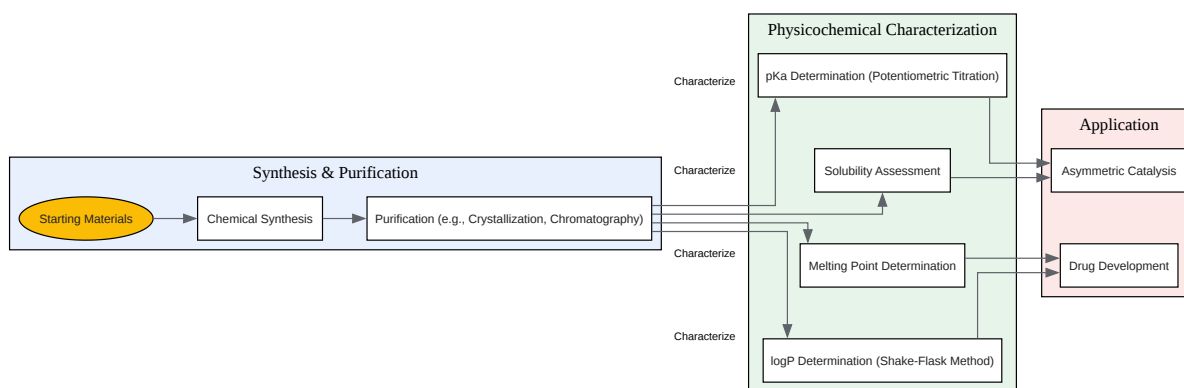 Synthesis & Purification
Starting Materials
Chemical Synthesis
Purification (e.g., Crystallization, Chromatography)
Characterize
Characterize
Characterize
Characterize
Physicochemical Characterization
pKa Determination (Potentiometric Titration)
Solubility Assessment
Melting Point Determination
logP Determination (Shake-Flask Method)
Application
Asymmetric Catalysis
Drug Development